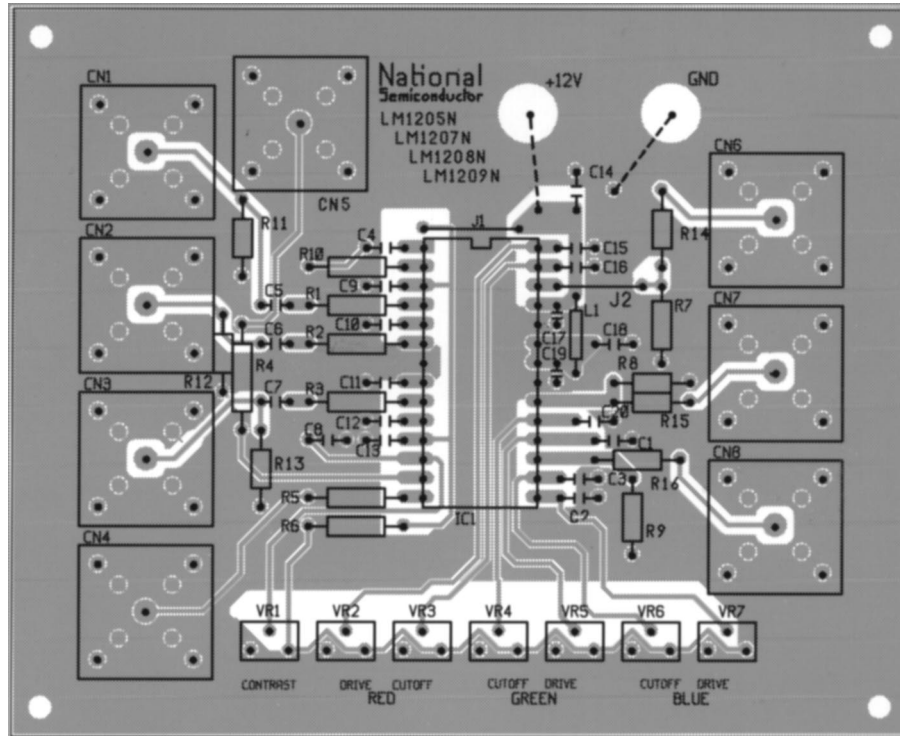 National
Semiconductor
LM1205N
LM1207N
LM1208N
LM1209N
+12V
GND
CN1
CN5
CN6
C14
R11
R14
CN2
C4
J1
C15
R10
C16
C9
C5
R1
J2
R7
CN7
L1
C10
C17
C6
R2
C18
C19
R4
R8
CN3
R12
C11
C7
R3
C20
R15
C12
C8
C13
C1
CN8
R13
R16
C3
R5
IC1
C2
R6
R9
CN4
VR1
VR2
VR3
VR4
VR5
VR6
VR7
CONTRAST
DRIVE
CUTOFF
CUTOFF
DRIVE
CUTOFF
DRIVE
RED
GREEN
BLUE